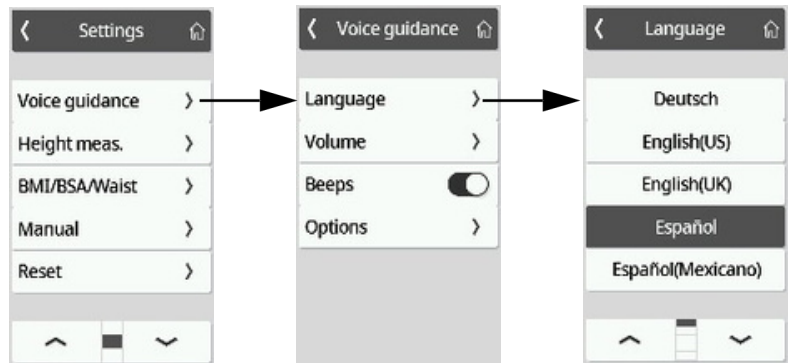 Settings
Voice guidance
Height meas.
BMI/BSA/Waist
Manual
Reset
Voice guidance
Language
Volume
Beeps
Options
Language
Deutsch
English(US)
English(UK)
Español
Español(Mexicano)